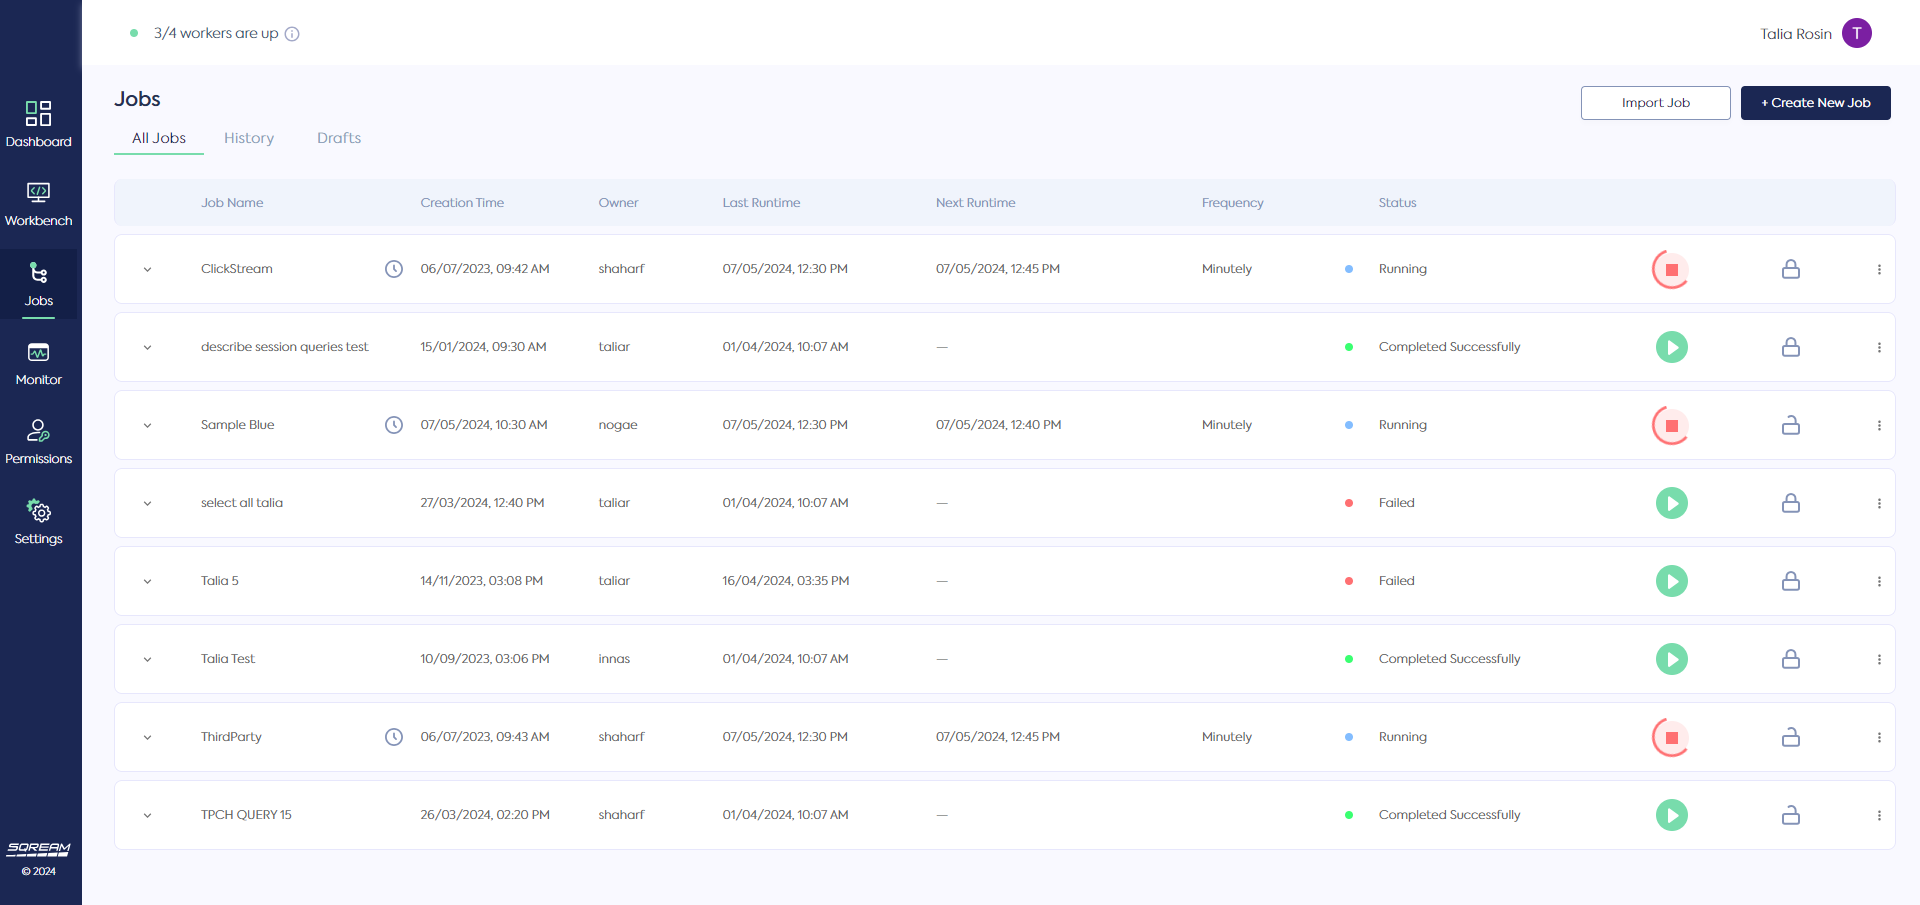 3/4 workers are up
Talia Rosin T
Jobs
Import Job + Create New Job
All Jobs History Drafts
Dashboard
Workbench
Jobs
Monitor
Permissions
Settings
SQREAM
© 2024
Job Name Creation Time Owner Last Runtime Next Runtime Frequency Status
ClickStream 06/07/2023, 09:42 AM shaharf 07/05/2024, 12:30 PM 07/05/2024, 12:45 PM Minutely Running
describe session queries test 15/01/2024, 09:30 AM taliar 01/04/2024, 10:07 AM — Completed Successfully
Sample Blue 07/05/2024, 10:30 AM nogae 07/05/2024, 12:30 PM 07/05/2024, 12:40 PM Minutely Running
select all talia 27/03/2024, 12:40 PM taliar 01/04/2024, 10:07 AM — Failed
Talia 5 14/11/2023, 03:08 PM taliar 16/04/2024, 03:35 PM — Failed
Talia Test 10/09/2023, 03:06 PM innas 01/04/2024, 10:07 AM — Completed Successfully
ThirdParty 06/07/2023, 09:43 AM shaharf 07/05/2024, 12:30 PM 07/05/2024, 12:45 PM Minutely Running
TPCH QUERY 15 26/03/2024, 02:20 PM shaharf 01/04/2024, 10:07 AM — Completed Successfully